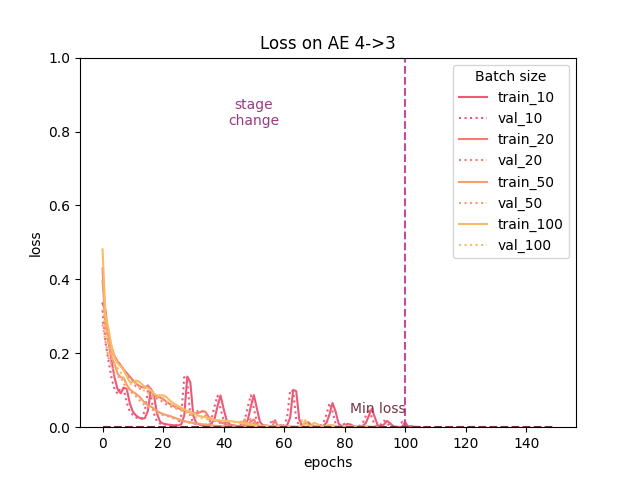 Loss on AE 4->3
1.0
0.8
0.6
0.4
0.2
0.0
loss
stage
change
Min loss
Batch size
train_10
val_10
train_20
val_20
train_50
val_50
train_100
val_100
0 20 40 60 80 100 120 140
epochs